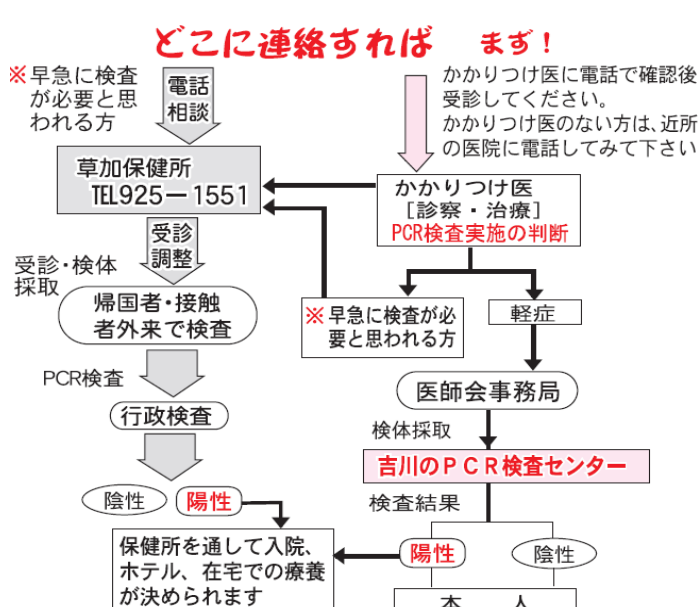 どこに連絡すれば　まず！
※早急に検査
が必要と思
われる方
電話
相談
かかりつけ医に電話で確認後
受診してください。
かかりつけ医のない方は、近所
の医院に電話してみて下さい
草加保健所
TEL925－1551
かかりつけ医
［診察・治療］
PCR検査実施の判断
受診
調整
受診・検体
採取
帰国者・接触
者外来で検査
※早急に検査が必
要と思われる方
軽症
PCR検査
行政検査
医師会事務局
検体採取
吉川のＰＣＲ検査センター
検査結果
陰性
陽性
保健所を通して入院、
ホテル、在宅での療養
が決められます
陽性
陰性
本　人